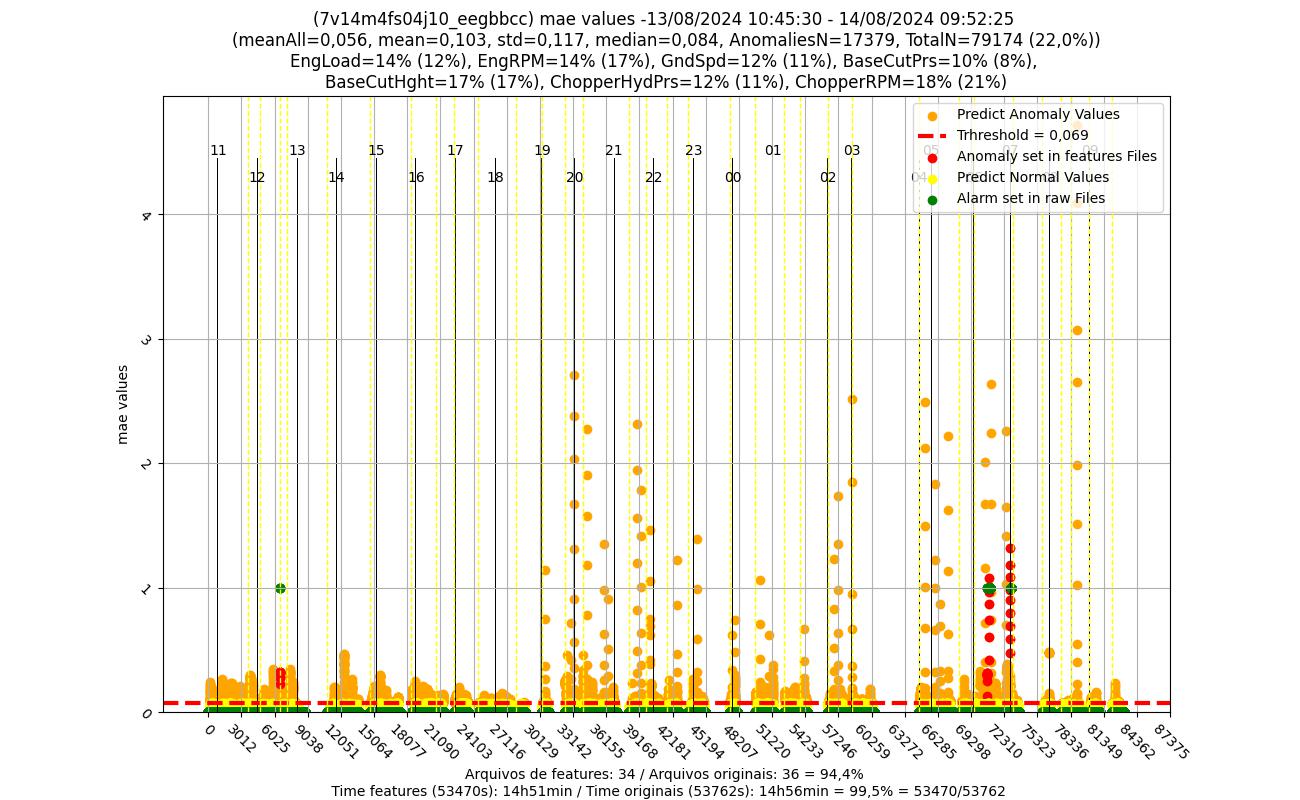 (7v14m4fs04j10_eegbbcc) mae values -13/08/2024 10:45:30 - 14/08/2024 09:52:25
(meanAll=0,056, mean=0,103, std=0,117, median=0,084, AnomaliesN=17379, TotalN=79174 (22,0%))
EngLoad=14% (12%), EngRPM=14% (17%), GndSpd=12% (11%), BaseCutPrs=10% (8%),
BaseCutHght=17% (17%), ChopperHydPrs=12% (11%), ChopperRPM=18% (21%)
Predict Anomaly Values
Trhreshold = 0,069
Anomaly set in features Files
Predict Normal Values
Alarm set in raw Files
11 13 15 17 19 21 23 01 03 05 07 09
12 14 16 18 20 22 00 02 04
4
3
2
1
0
mae values
0 3012 6025 9038 12051 15064 18077 21090 24103 27116 30129 33142 36155 39168 42181 45194 48207 51220 54233 57246 60259 63272 66285 69298 72310 75323 78336 81349 84362 87375
Arquivos de features: 34 / Arquivos originais: 36 = 94,4%
Time features (53470s): 14h51min / Time originais (53762s): 14h56min = 99,5% = 53470/53762